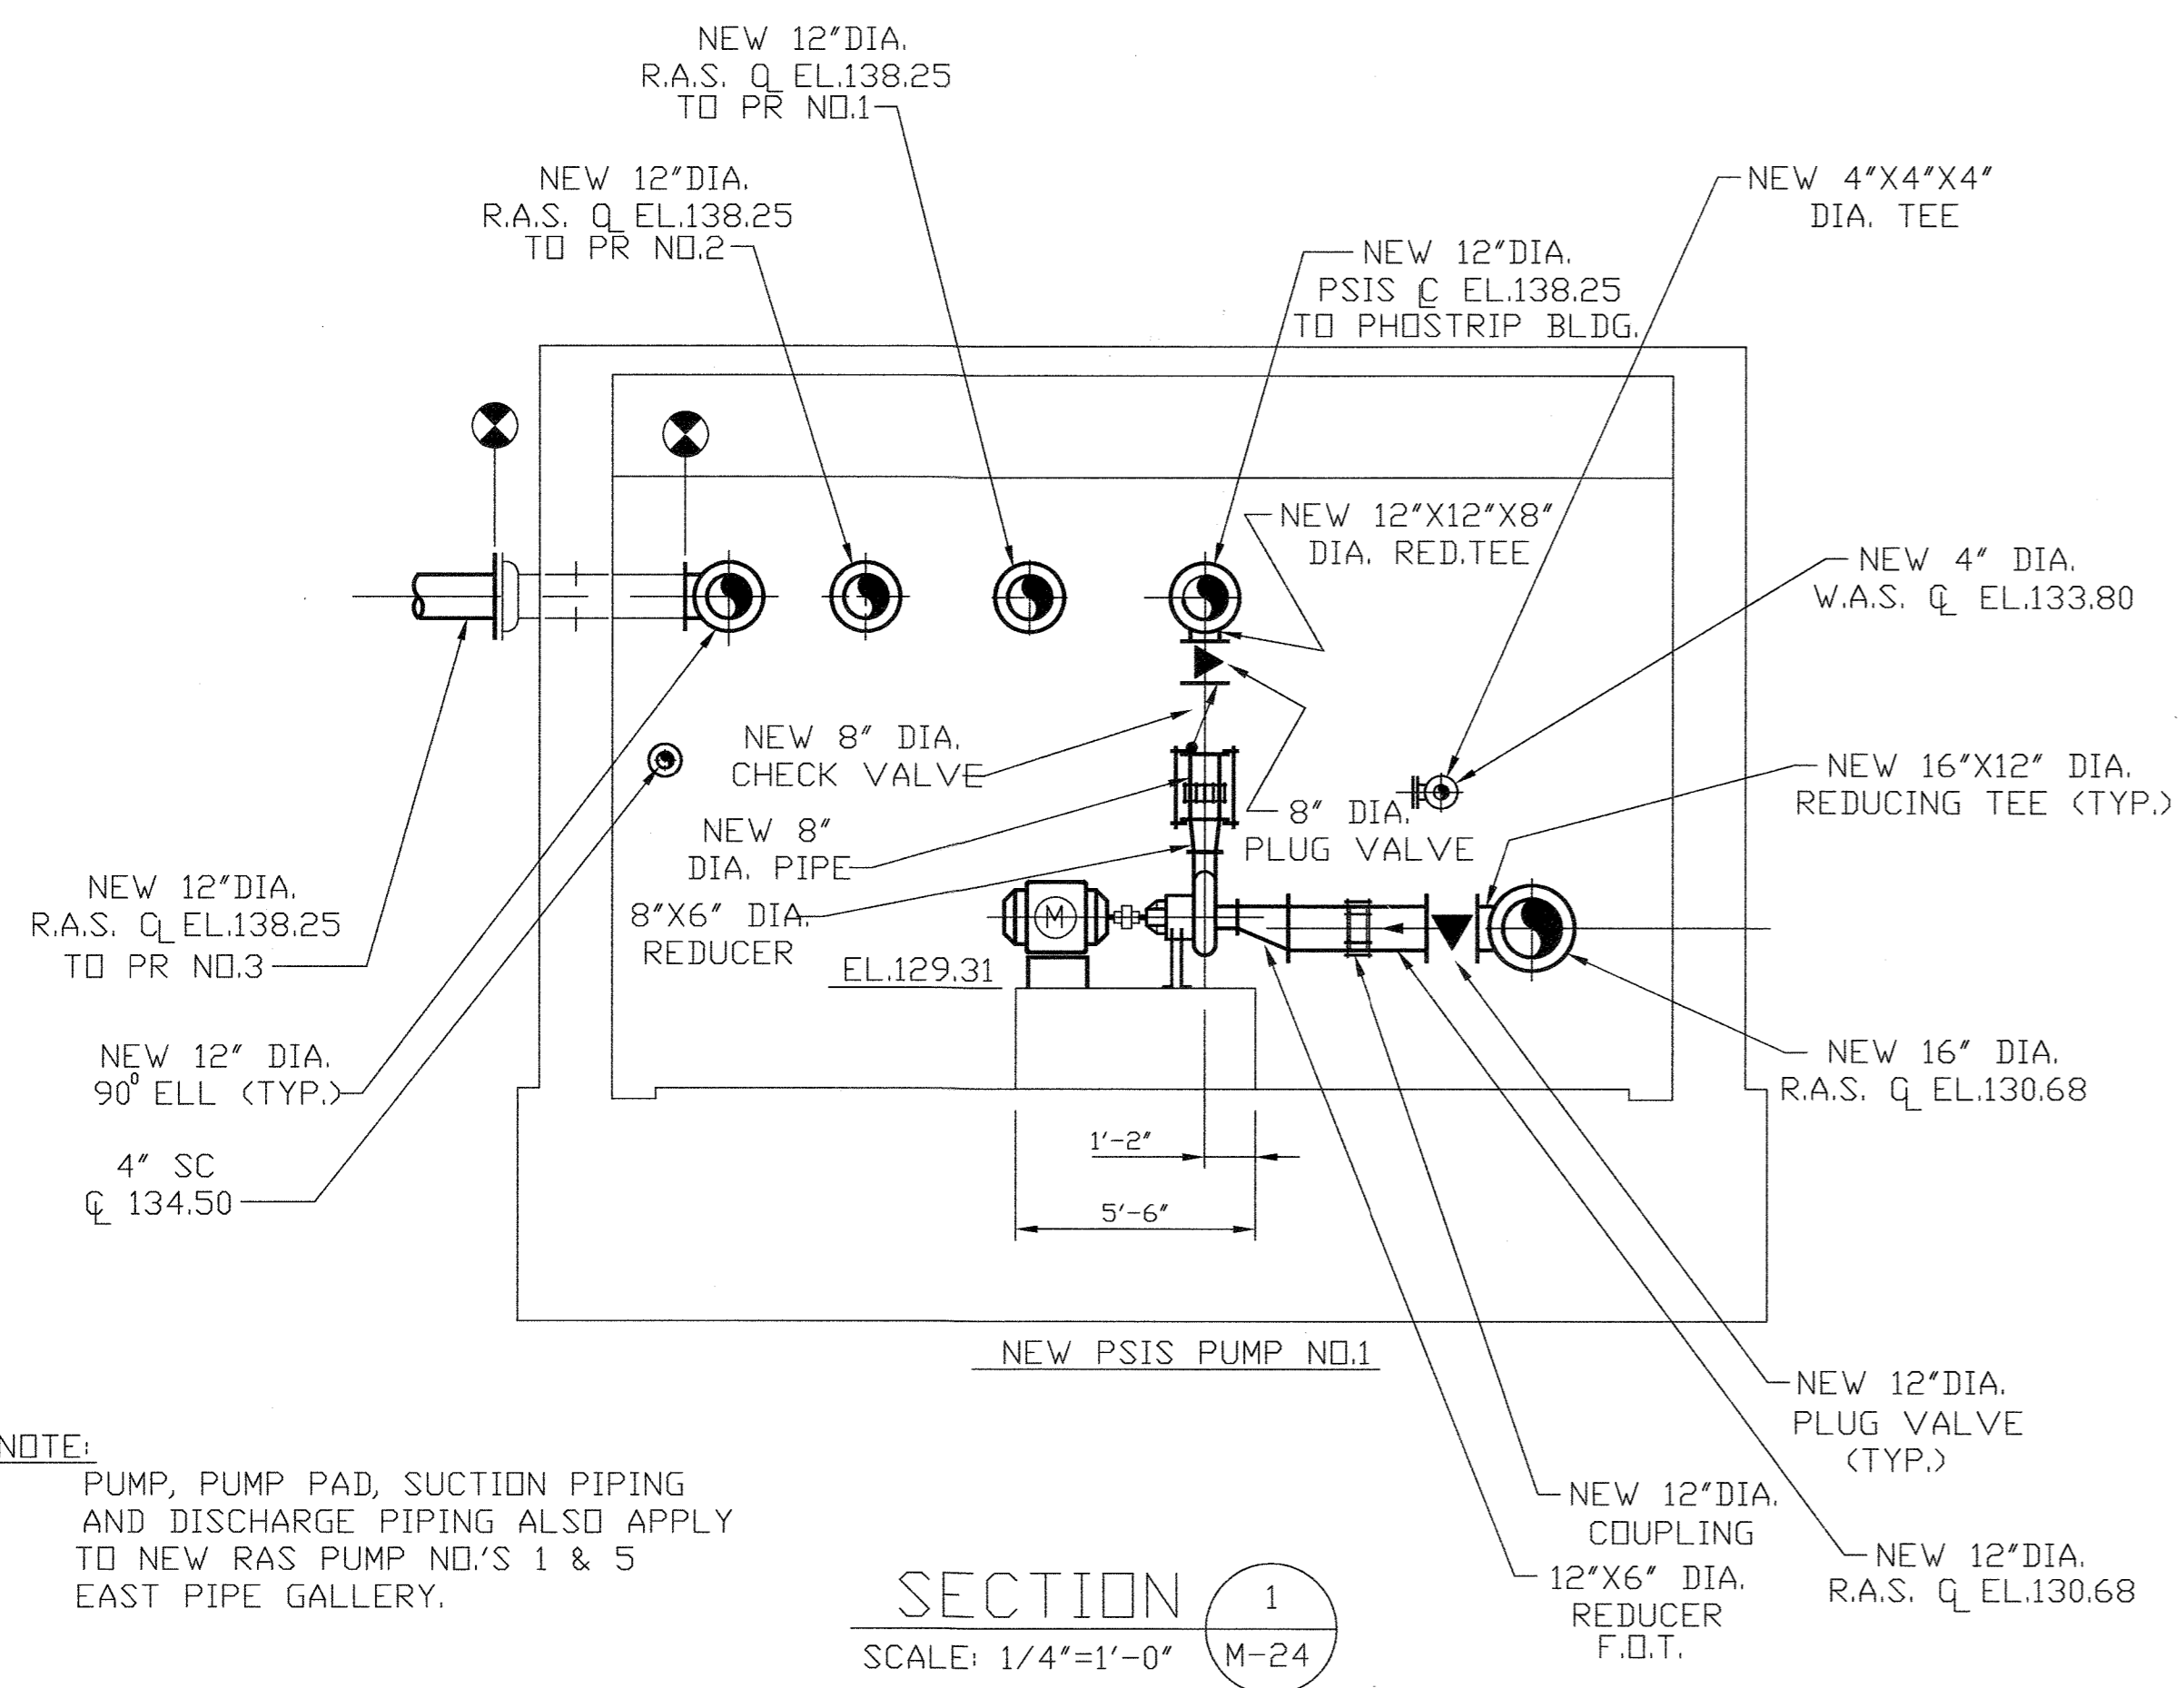 NEW 12"DIA.
R.A.S. ℄ EL.138.25
TO PR NO.1
NEW 12"DIA.
R.A.S. ℄ EL.138.25
TO PR NO.2
NEW 4"X4"X4"
DIA. TEE
NEW 12"DIA.
PSIS ℄ EL.138.25
TO PHOSTRIP BLDG.
NEW 12"X12"X8"
DIA. RED.TEE
NEW 4" DIA.
W.A.S. ℄ EL.133.80
NEW 8" DIA.
CHECK VALVE
NEW 16"X12" DIA.
REDUCING TEE (TYP.)
NEW 8"
DIA. PIPE
8" DIA.
PLUG VALVE
8"X6" DIA.
REDUCER
M
EL.129.31
NEW 12"DIA.
R.A.S. ℄ EL.138.25
TO PR NO.3
NEW 12" DIA.
90° ELL (TYP.)
4" SC
℄ 134.50
NEW 16" DIA.
R.A.S. ℄ EL.130.68
1'-2"
5'-6"
NEW PSIS PUMP NO.1
NEW 12"DIA.
PLUG VALVE
(TYP.)
NEW 12"DIA.
COUPLING
NEW 12"DIA.
R.A.S. ℄ EL.130.68
12"X6" DIA.
REDUCER
F.O.T.
NOTE:
PUMP, PUMP PAD, SUCTION PIPING
AND DISCHARGE PIPING ALSO APPLY
TO NEW RAS PUMP NO.'S 1 & 5
EAST PIPE GALLERY.
SECTION 1
SCALE: 1/4"=1'-0" M-24